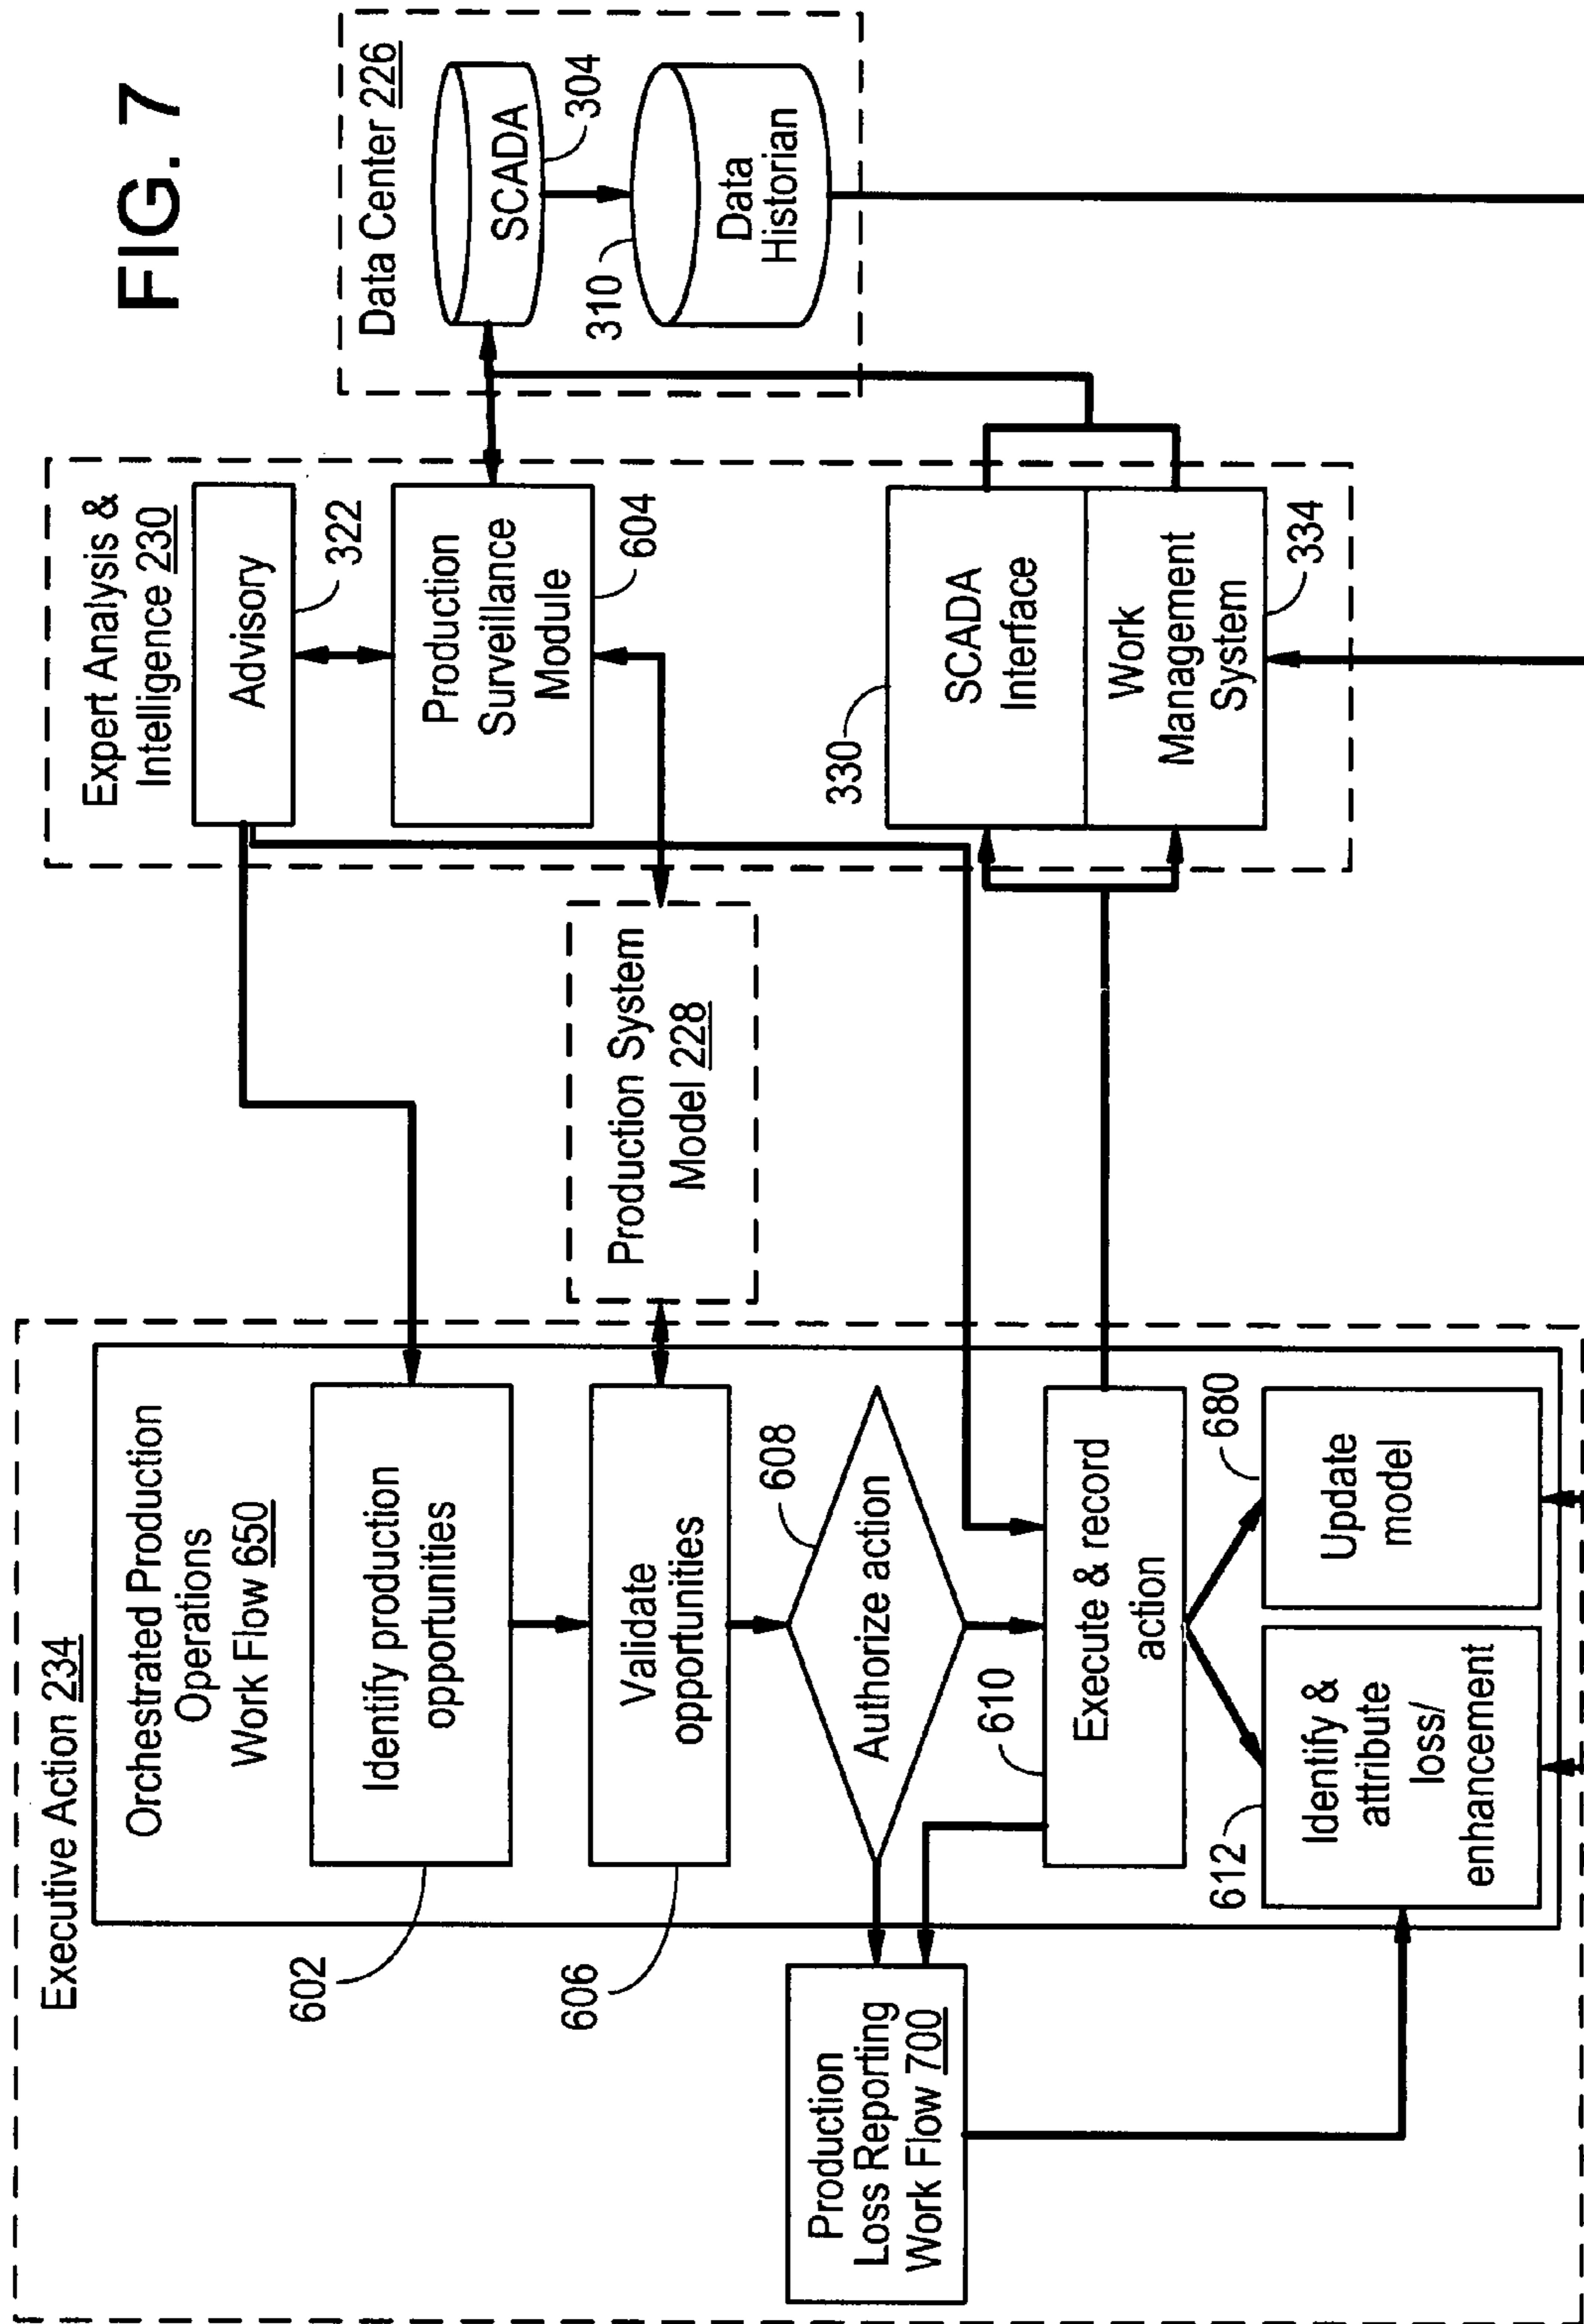 FIG. 7
Executive Action 234
Orchestrated Production
Operations
Work Flow 650
Identify production
opportunities
602
Validate
opportunities
606
Authorize action
608
Production
Loss Reporting
Work Flow 700
Execute & record
action
610
Identify &
attribute
loss/
enhancement
612
Update
model
680
Production System
Model 228
Expert Analysis &
Intelligence 230
Advisory
322
Production
Surveillance
Module
604
SCADA
Interface
330
Work
Management
System
334
Data Center 226
SCADA
304
Data
Historian
310